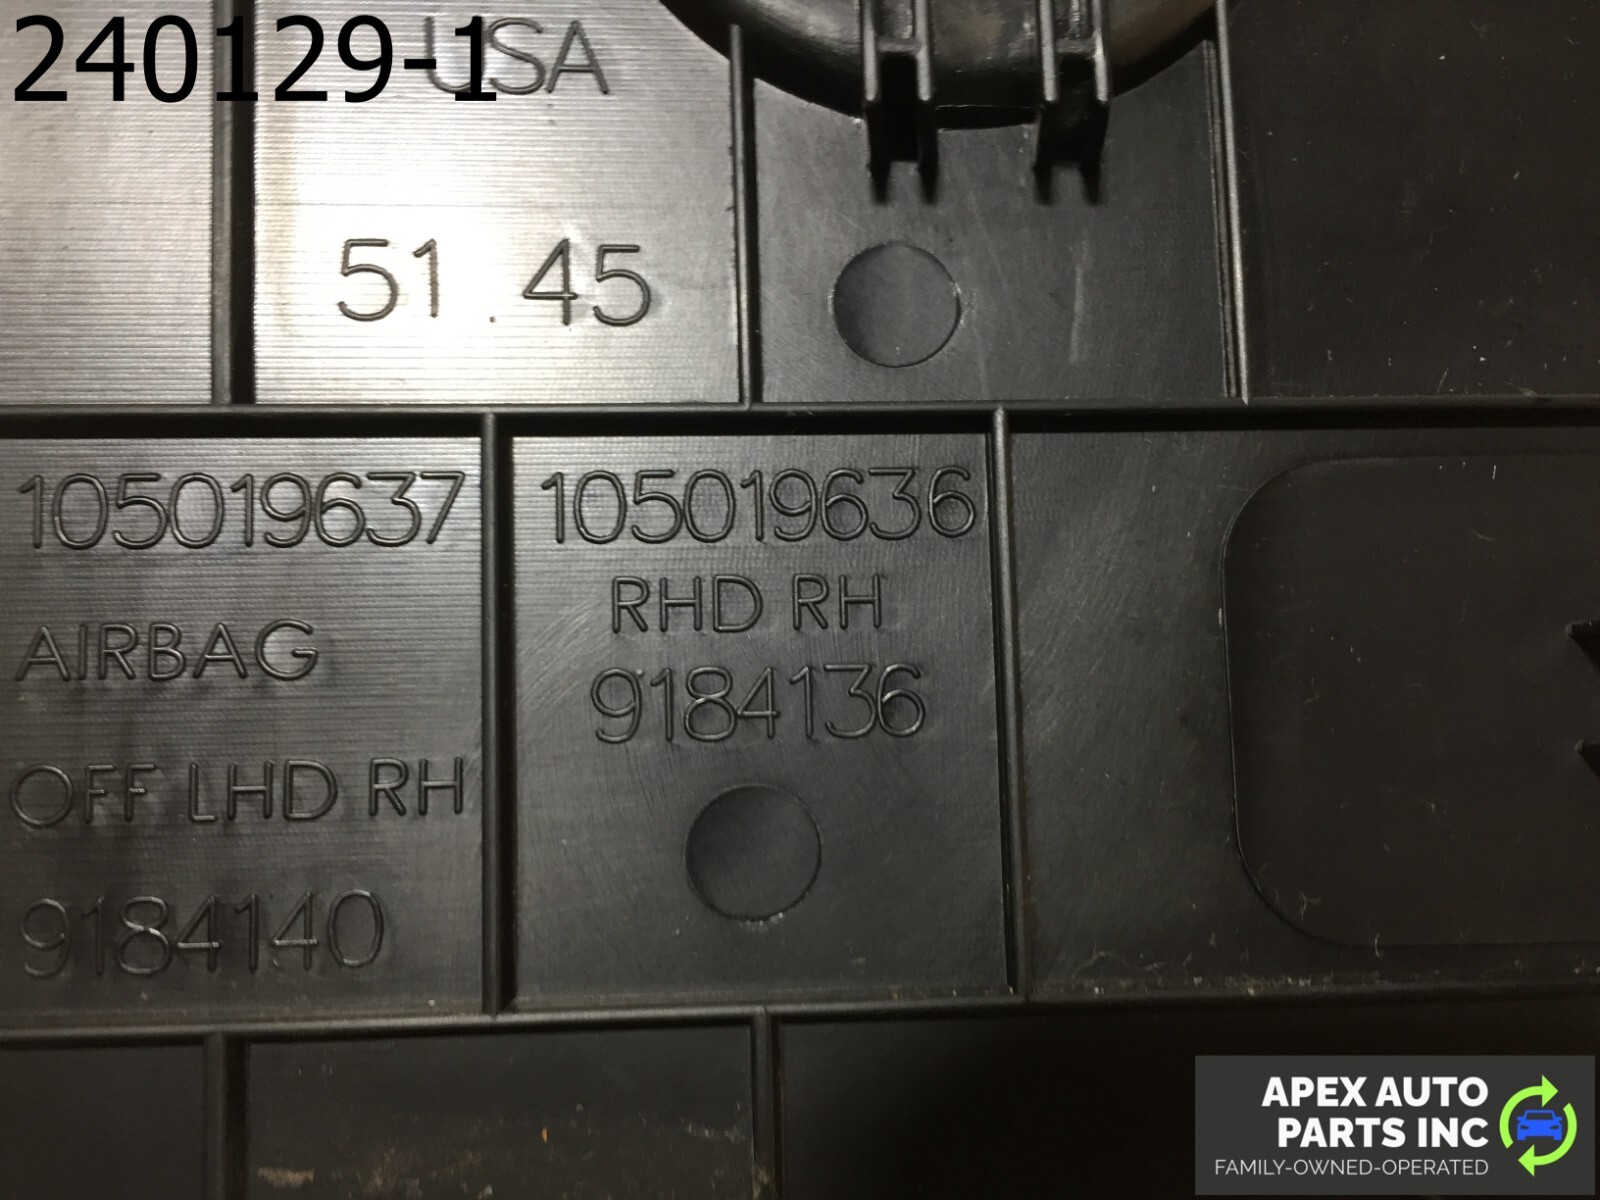 240129-1
USA
51.45
105019637
AIRBAG
OFF LHD RH
9184140
105019636
RHD RH
9184136
APEX AUTO
PARTS INC
FAMILY-OWNED-OPERATED